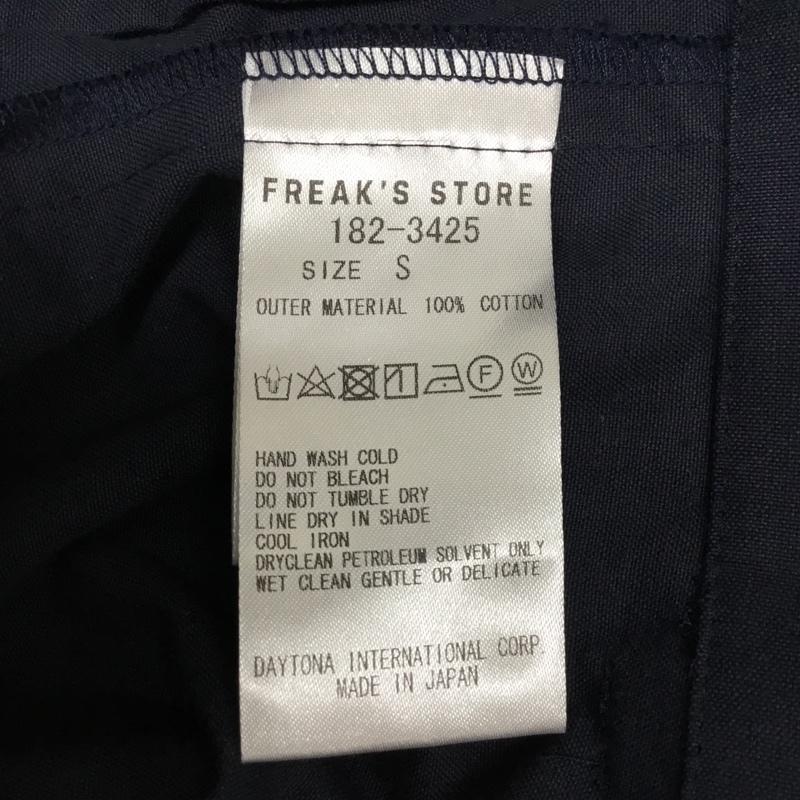 FREAK'S STORE
182-3425
SIZE S
OUTER MATERIAL 100% COTTON
F W
HAND WASH COLD
DO NOT BLEACH
DO NOT TUMBLE DRY
LINE DRY IN SHADE
COOL IRON
DRYCLEAN PETROLEUM SOLVENT ONLY
WET CLEAN GENTLE OR DELICATE
DAYTONA INTERNATIONAL CORP.
MADE IN JAPAN